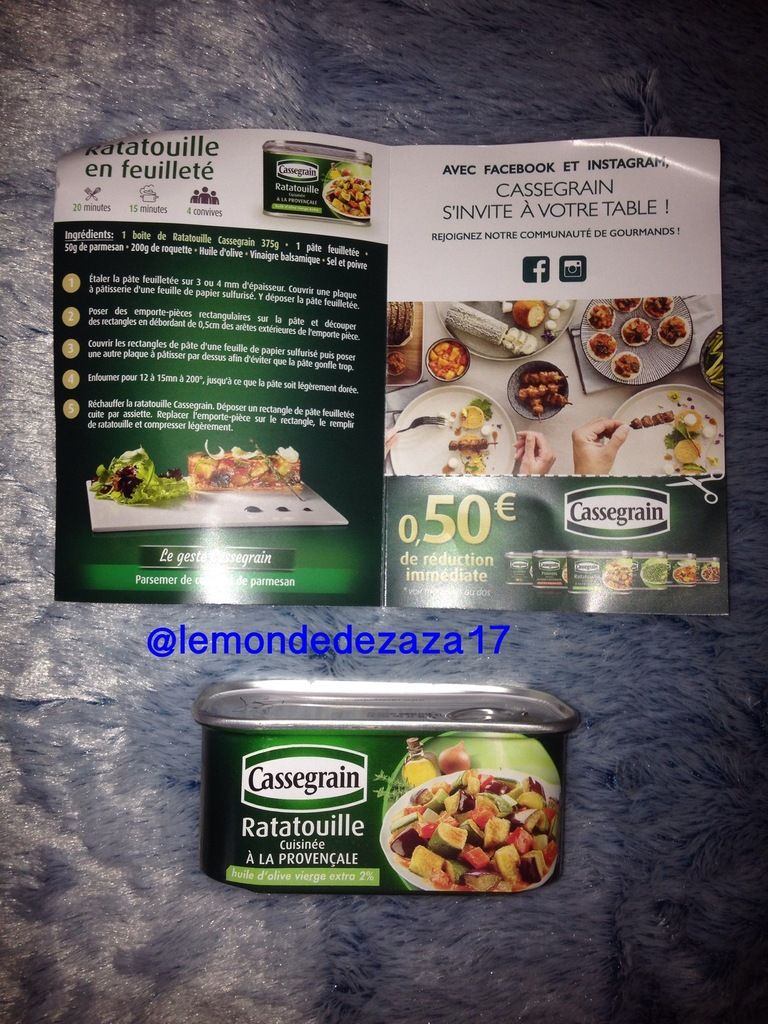 Ratatouille
en feuilleté
20 minutes
15 minutes
4 convives
Cassegrain
Ratatouille
Cuisinée
À LA PROVENÇALE
Ingrédients: 1 boite de Ratatouille Cassegrain 375g • 1 pâte feuilletée •
50g de parmesan • 200g de roquette • Huile d'olive • Vinaigre balsamique • Sel et poivre
1 Étaler la pâte feuilletée sur 3 ou 4 mm d'épaisseur. Couvrir une plaque
à pâtisserie d'une feuille de papier sulfurisé. Y déposer la pâte feuilletée.
2 Poser des emporte-pièces rectangulaires sur la pâte et découper
des rectangles en débordant de 0,5cm des arêtes extérieures de l'emporte pièce.
3 Couvrir les rectangles de pâte d'une feuille de papier sulfurisé puis poser
une autre plaque à pâtisser par dessus afin d'éviter que la pâte gonfle trop.
4 Enfourner pour 12 à 15mn à 200°, jusqu'à ce que la pâte soit légèrement dorée.
5 Réchauffer la ratatouille Cassegrain. Déposer un rectangle de pâte feuilletée
cuite par assiette. Replacer l'emporte-pièce sur le rectangle, le remplir
de ratatouille et compresser légèrement.
Le geste Cassegrain
Parsemer de de parmesan
AVEC FACEBOOK ET INSTAGRAM,
CASSEGRAIN
S'INVITE À VOTRE TABLE !
REJOIGNEZ NOTRE COMMUNAUTÉ DE GOURMANDS !
0,50€
de réduction
immédiate
* voir au dos
Cassegrain
Ratatouille
@lemondedezaza17
Cassegrain
Ratatouille
Cuisinée
À LA PROVENÇALE
huile d'olive vierge extra 2%